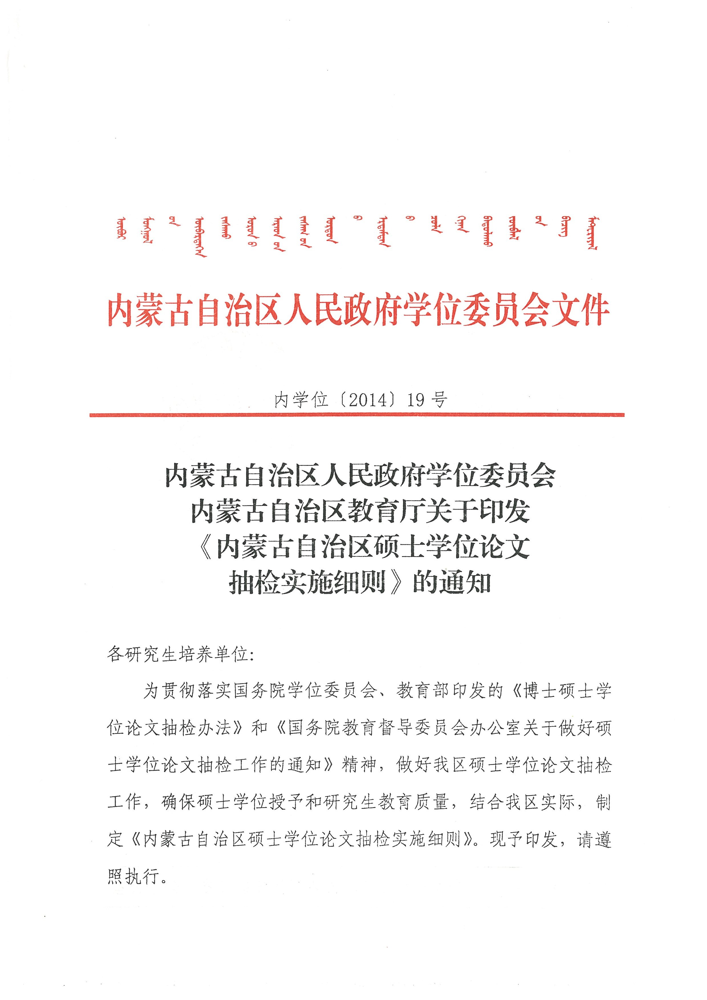 内蒙古自治区人民政府学位委员会文件
内学位〔2014〕19号
内蒙古自治区人民政府学位委员会
内蒙古自治区教育厅关于印发
《内蒙古自治区硕士学位论文
抽检实施细则》的通知
各研究生培养单位:
为贯彻落实国务院学位委员会、教育部印发的《博士硕士学
位论文抽检办法》和《国务院教育督导委员会办公室关于做好硕
士学位论文抽检工作的通知》精神，做好我区硕士学位论文抽检
工作，确保硕士学位授予和研究生教育质量，结合我区实际，制
定《内蒙古自治区硕士学位论文抽检实施细则》。现予印发，请遵
照执行。